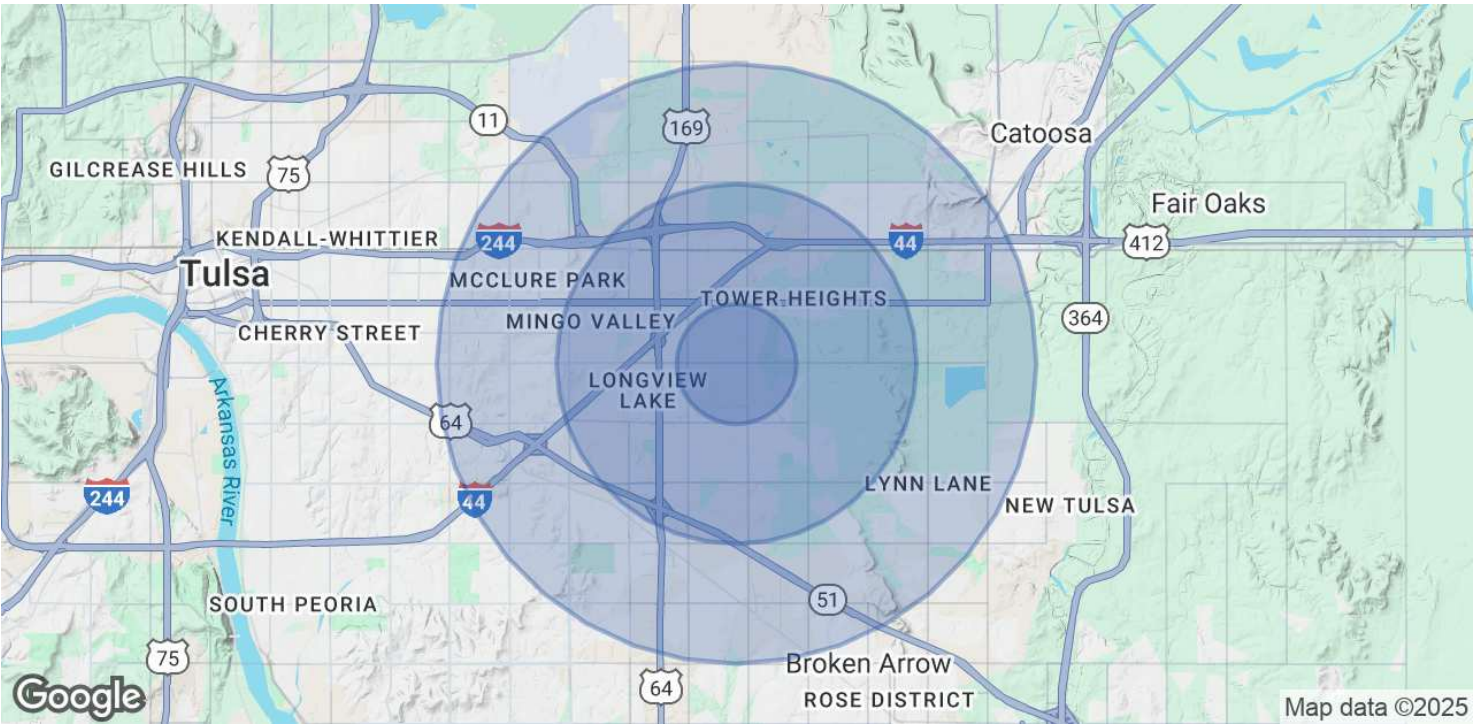 11
169
Catoosa
GILCREASE HILLS
75
Fair Oaks
KENDALL-WHITTIER
244
44
412
Tulsa
MCCLURE PARK
TOWER HEIGHTS
MINGO VALLEY
364
CHERRY STREET
LONGVIEW
LAKE
64
Arkansas River
LYNN LANE
244
44
NEW TULSA
51
SOUTH PEORIA
75
Broken Arrow
64
ROSE DISTRICT
Google
Map data ©2025